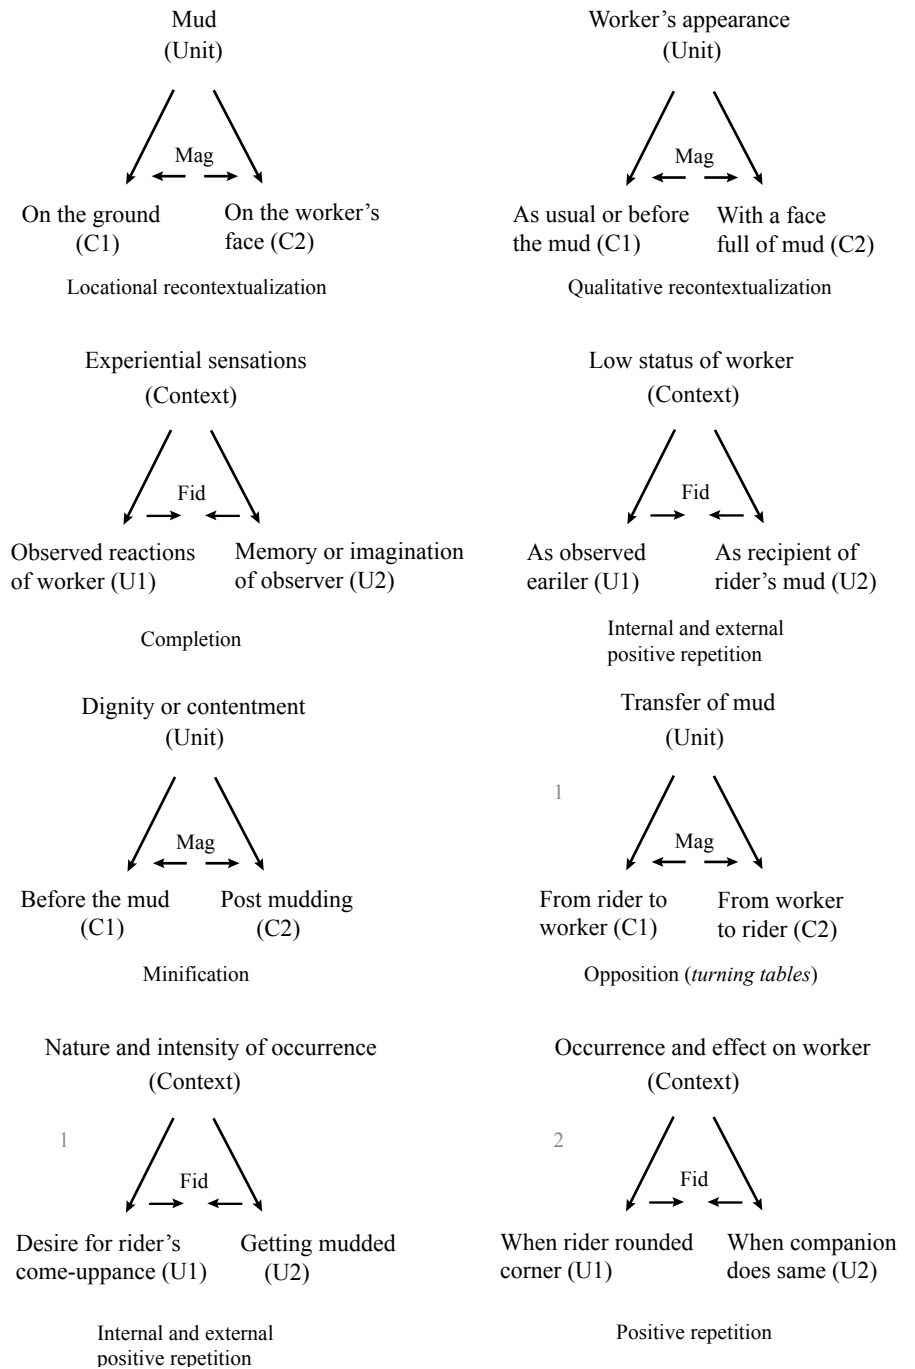 Mud
(Unit)
Mag
On the ground
(C1)
On the worker's
face (C2)
Locational recontextualization
Worker's appearance
(Unit)
Mag
As usual or before
the mud (C1)
With a face
full of mud (C2)
Qualitative recontextualization
Experiential sensations
(Context)
Fid
Observed reactions
of worker (U1)
Memory or imagination
of observer (U2)
Completion
Low status of worker
(Context)
Fid
As observed
eariler (U1)
As recipient of
rider's mud (U2)
Internal and external
positive repetition
Dignity or contentment
(Unit)
Mag
Before the mud
(C1)
Post mudding
(C2)
Minification
Transfer of mud
(Unit)
1
Mag
From rider to
worker (C1)
From worker
to rider (C2)
Opposition (turning tables)
Nature and intensity of occurrence
(Context)
1
Fid
Desire for rider's
come-uppance (U1)
Getting mudded
(U2)
Internal and external
positive repetition
Occurrence and effect on worker
(Context)
2
Fid
When rider rounded
corner (U1)
When companion
does same (U2)
Positive repetition